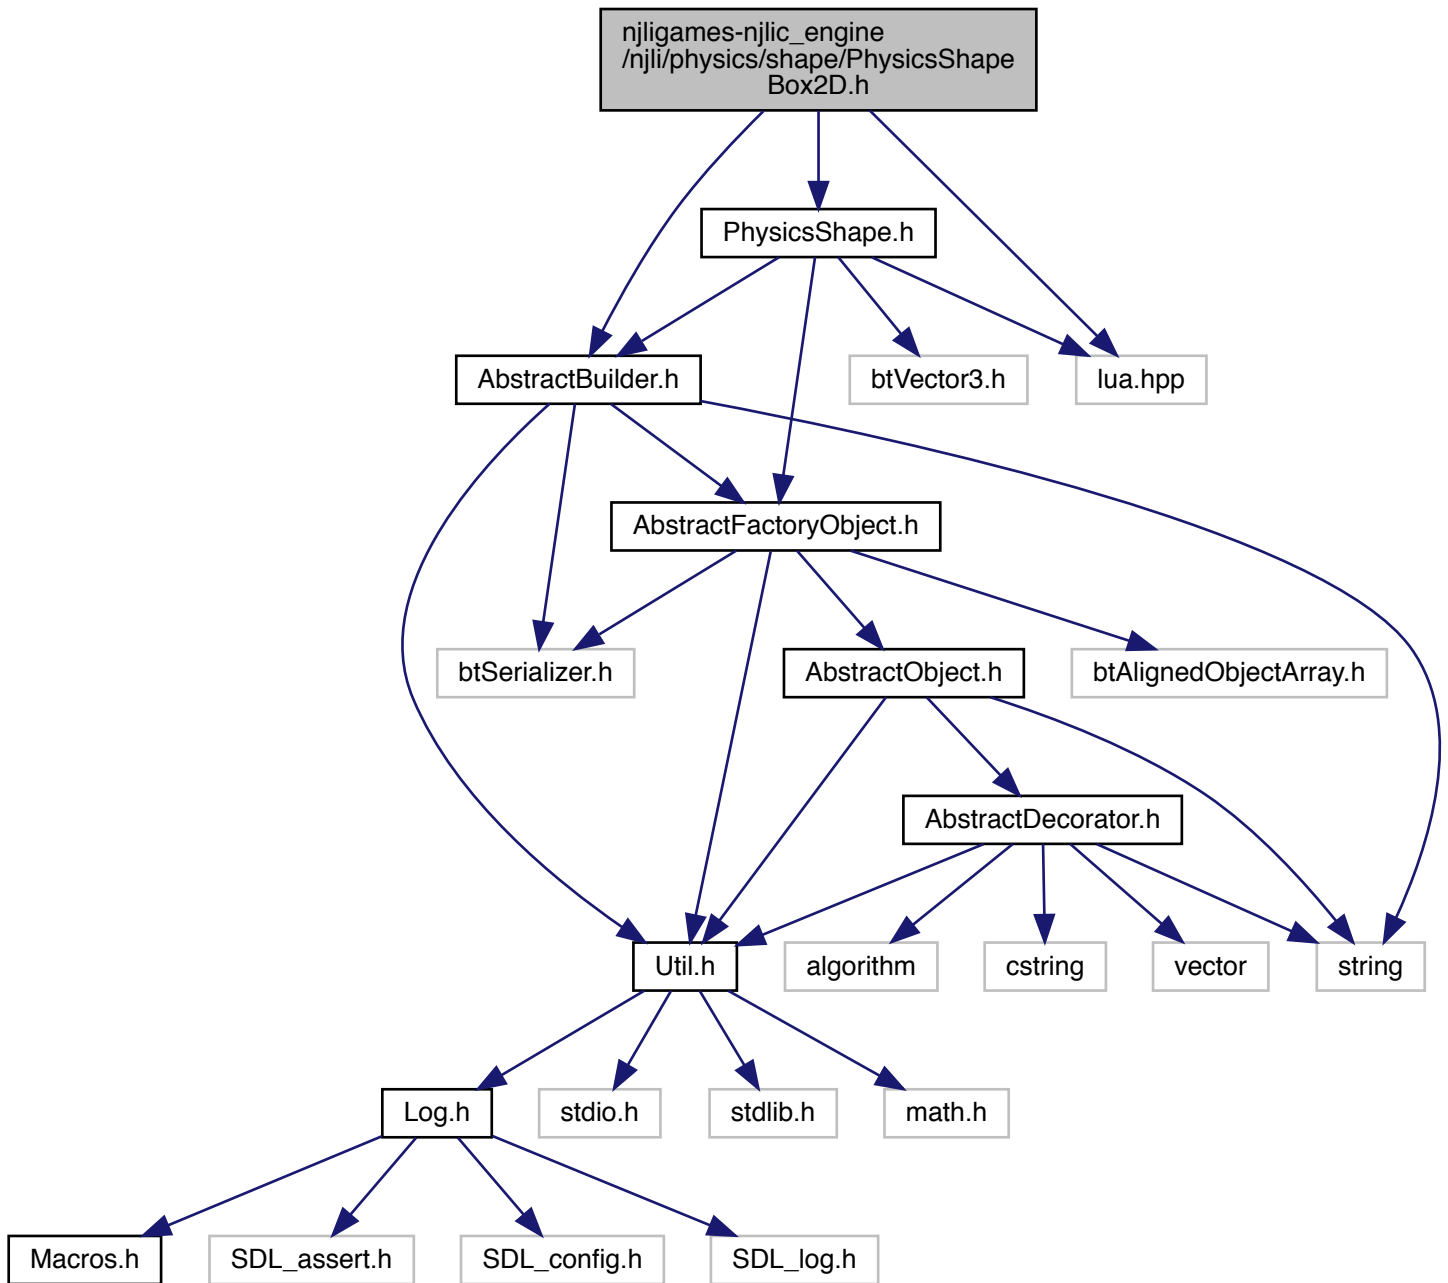 njligames-njlic_engine
/njli/physics/shape/PhysicsShape
Box2D.h
PhysicsShape.h
AbstractBuilder.h
btVector3.h
lua.hpp
AbstractFactoryObject.h
btSerializer.h
AbstractObject.h
btAlignedObjectArray.h
AbstractDecorator.h
Util.h
algorithm
cstring
vector
string
Log.h
stdio.h
stdlib.h
math.h
Macros.h
SDL_assert.h
SDL_config.h
SDL_log.h